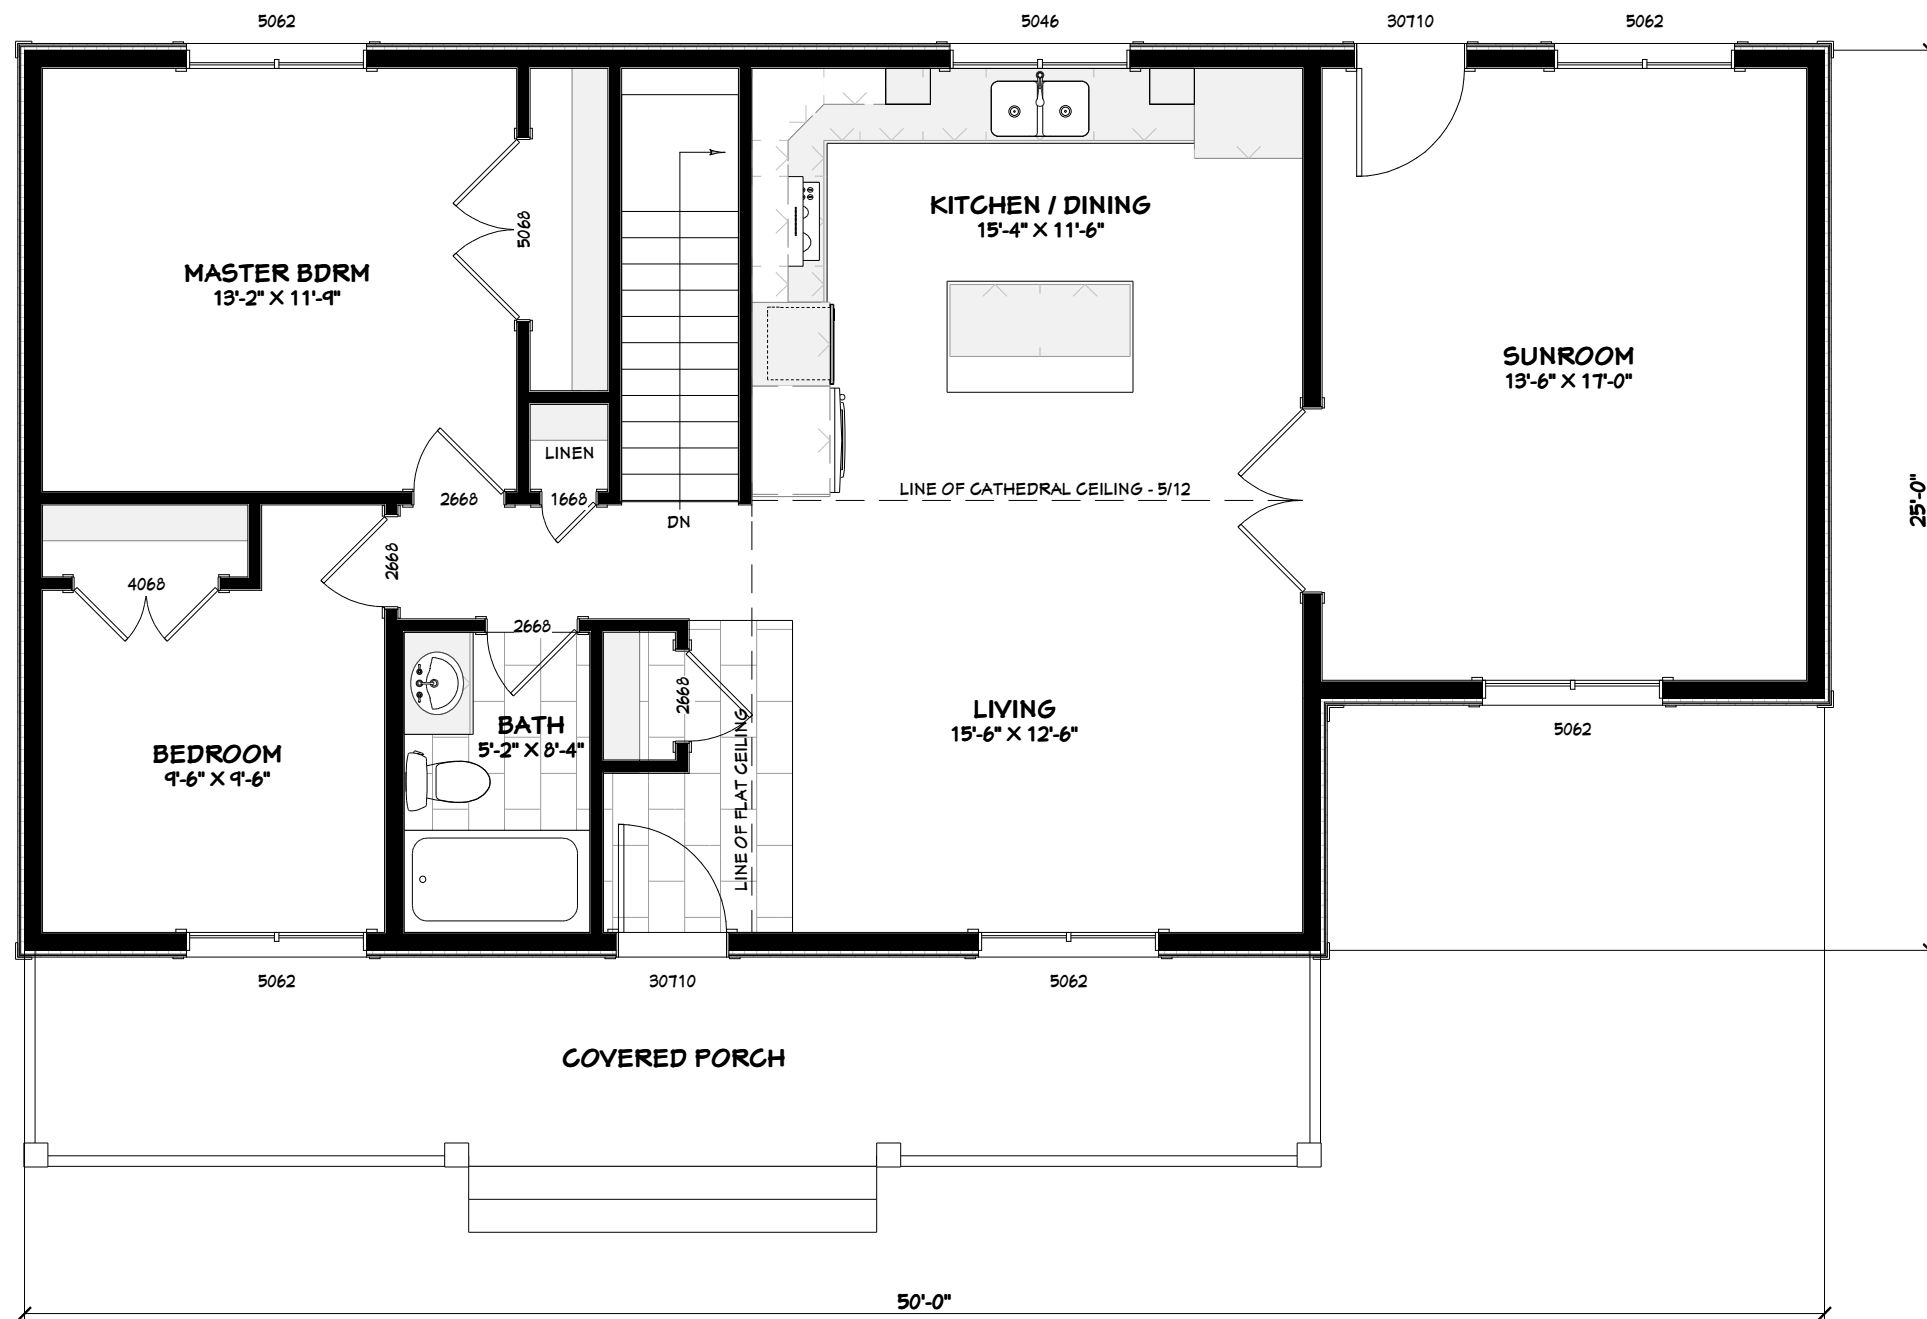 5062
5046
30710
5062
KITCHEN / DINING
15'-4" X 11'-6"
5068
MASTER BDRM
13'-2" X 11'-9"
SUNROOM
13'-6" X 17'-0"
LINEN
2668
1668
LINE OF CATHEDRAL CEILING - 5/12
25'-0"
DN
2668
4068
2668
2668
LIVING
15'-6" X 12'-6"
BATH
5'-2" X 8'-4"
5062
BEDROOM
9'-6" X 9'-6"
LINE OF FLAT CEILING
5062
30710
5062
COVERED PORCH
50'-0"